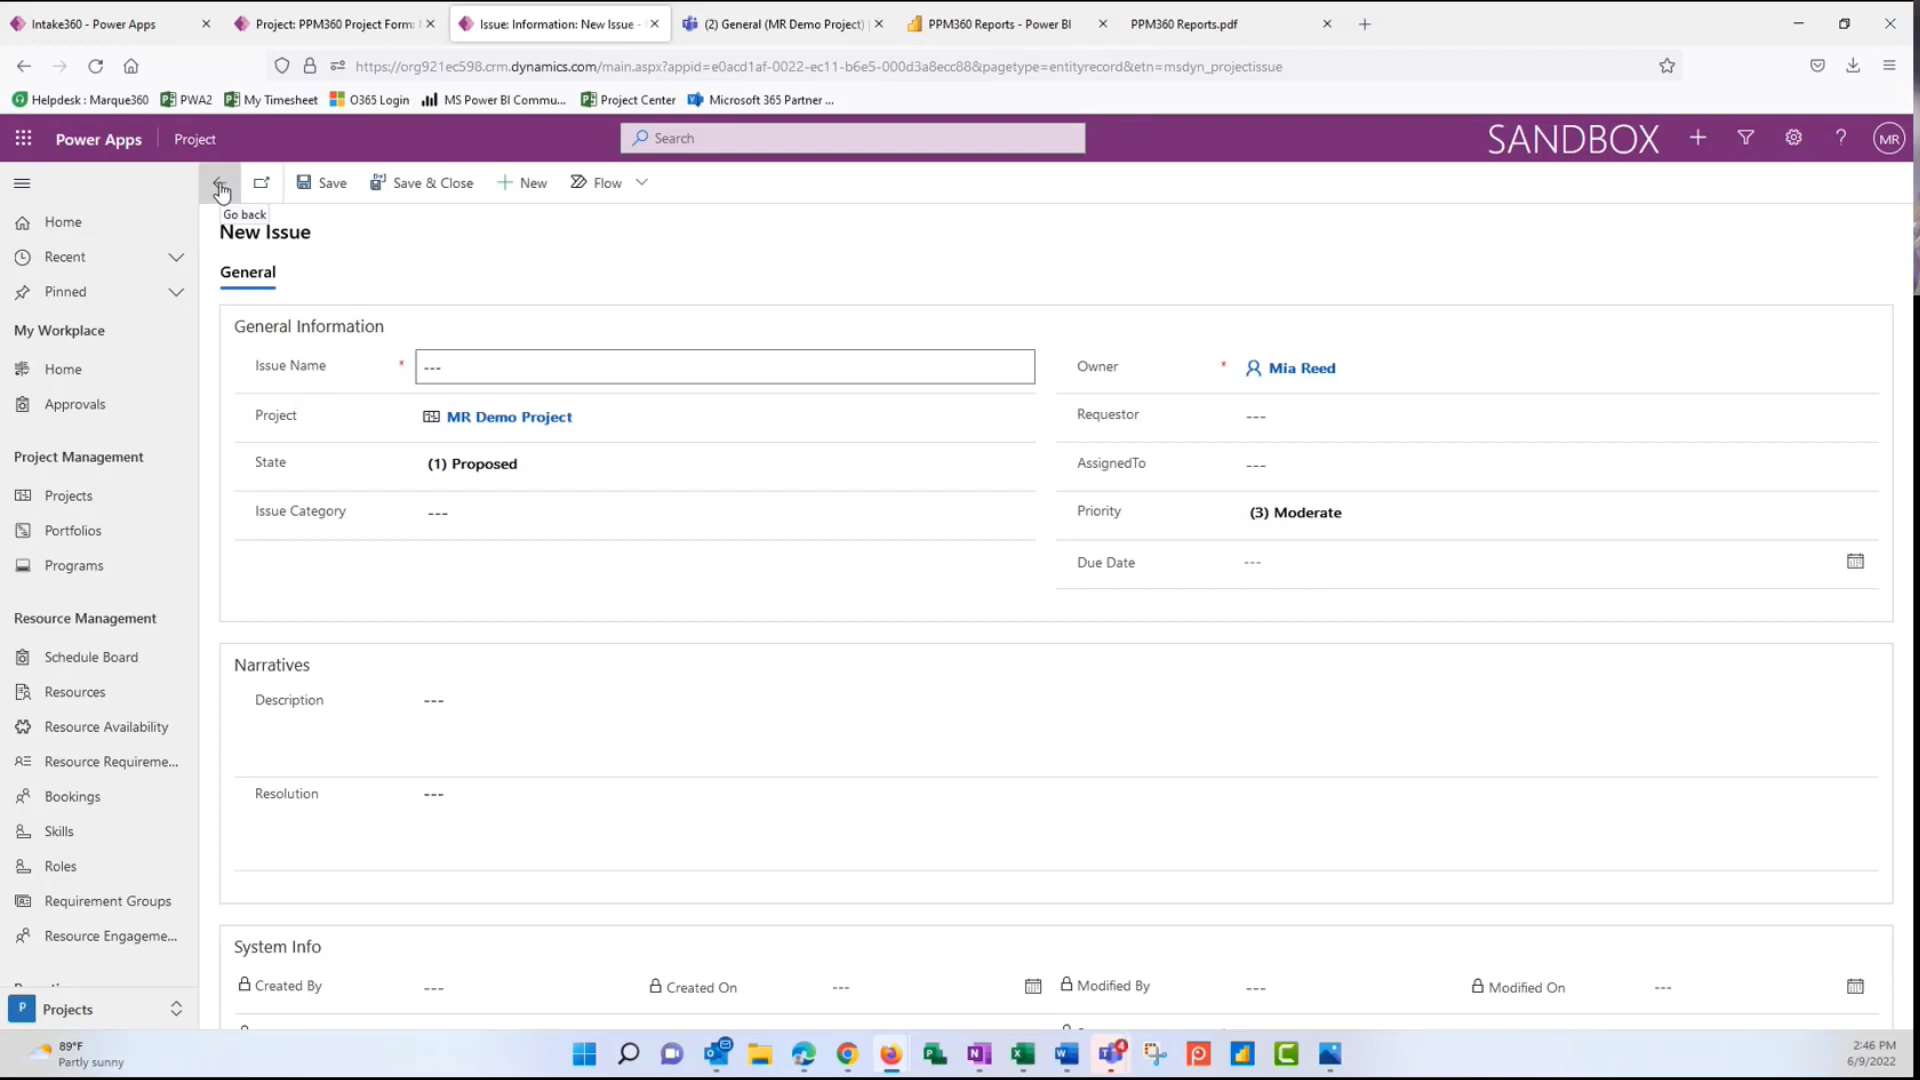 Intake360 - Power Apps
Project: PPM360 Project Form:
Issue: Information: New Issue -
(2) General (MR Demo Project) |
PPM360 Reports - Power BI
PPM360 Reports.pdf
https://org921ec598.crm.dynamics.com/main.aspx?appid=e0acd1af-0022-ec11-b6e5-000d3a8ecc88&pagetype=entityrecord&etn=msdyn_projectissue
Helpdesk : Marque360
PWA2
My Timesheet
O365 Login
MS Power BI Commu...
Project Center
Microsoft 365 Partner ...
Power Apps
Project
Search
SANDBOX
MR
Save
Save & Close
New
Flow
Go back
Home
Recent
Pinned
My Workplace
Home
Approvals
Project Management
Projects
Portfolios
Programs
Resource Management
Schedule Board
Resources
Resource Availability
Resource Requireme...
Bookings
Skills
Roles
Requirement Groups
Resource Engageme...
P
Projects
New Issue
General
General Information
Issue Name * ---
Owner * Mia Reed
Project MR Demo Project
Requestor ---
State (1) Proposed
AssignedTo ---
Issue Category ---
Priority (3) Moderate
Due Date ---
Narratives
Description ---
Resolution ---
System Info
Created By ---
Created On ---
Modified By ---
Modified On ---
89°F
Partly sunny
4
2:46 PM
6/9/2022